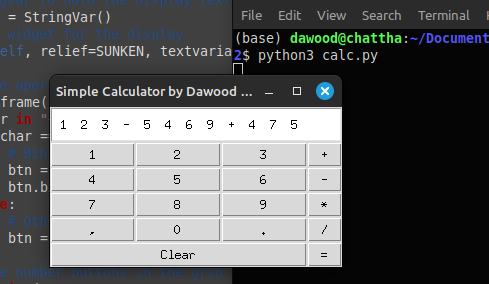 = StringVar()
widget for the display
elf, relief=SUNKEN, textvaria
frame(
r in "
char =
btn =
btn.b
e:
btn =
File Edit View Search Terminal
(base) dawood@chattha:~/Document
2$ python3 calc.py
Simple Calculator by Dawood ...
1 2 3 - 5 4 6 9 + 4 7 5
1 2 3 +
4 5 6 -
7 8 9 *
, 0 . /
Clear =